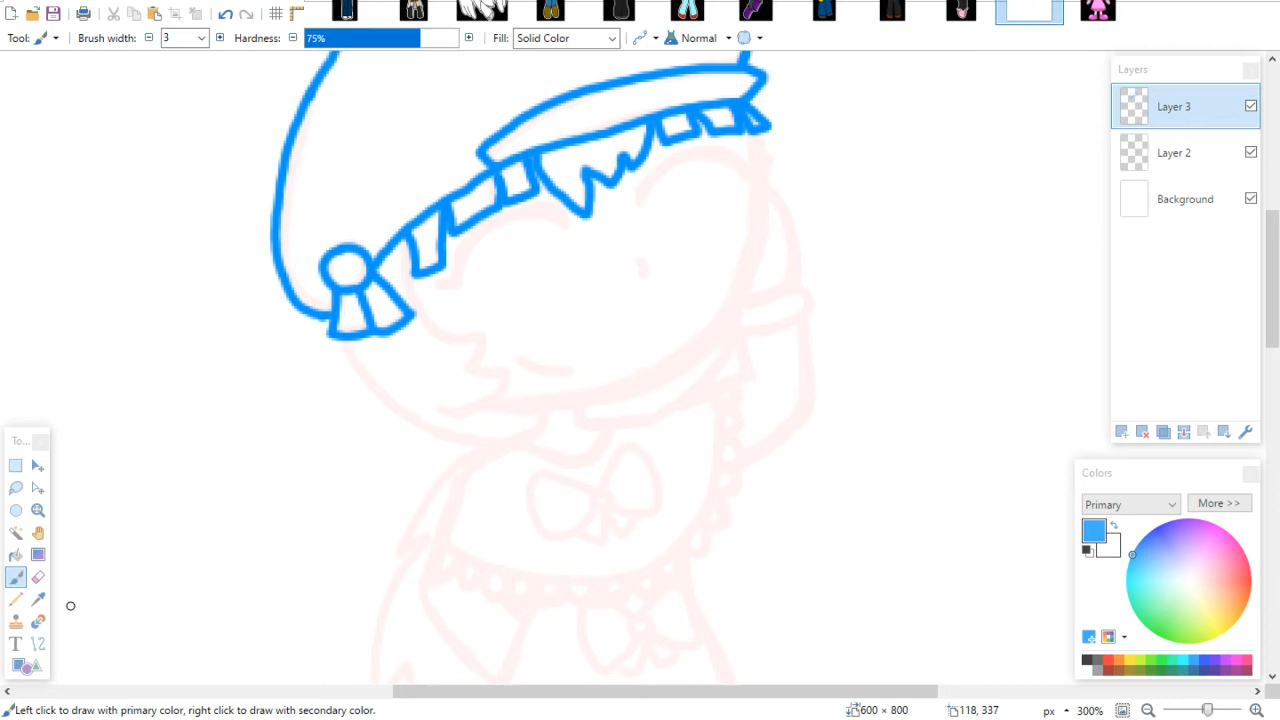 Tool:
Brush width: 3
Hardness: 75%
Fill: Solid Color
Normal
Layers
Layer 3
Layer 2
Background
To...
Colors
Primary
More >>
Left click to draw with primary color, right click to draw with secondary color.
600 × 800
118, 337
px
300%